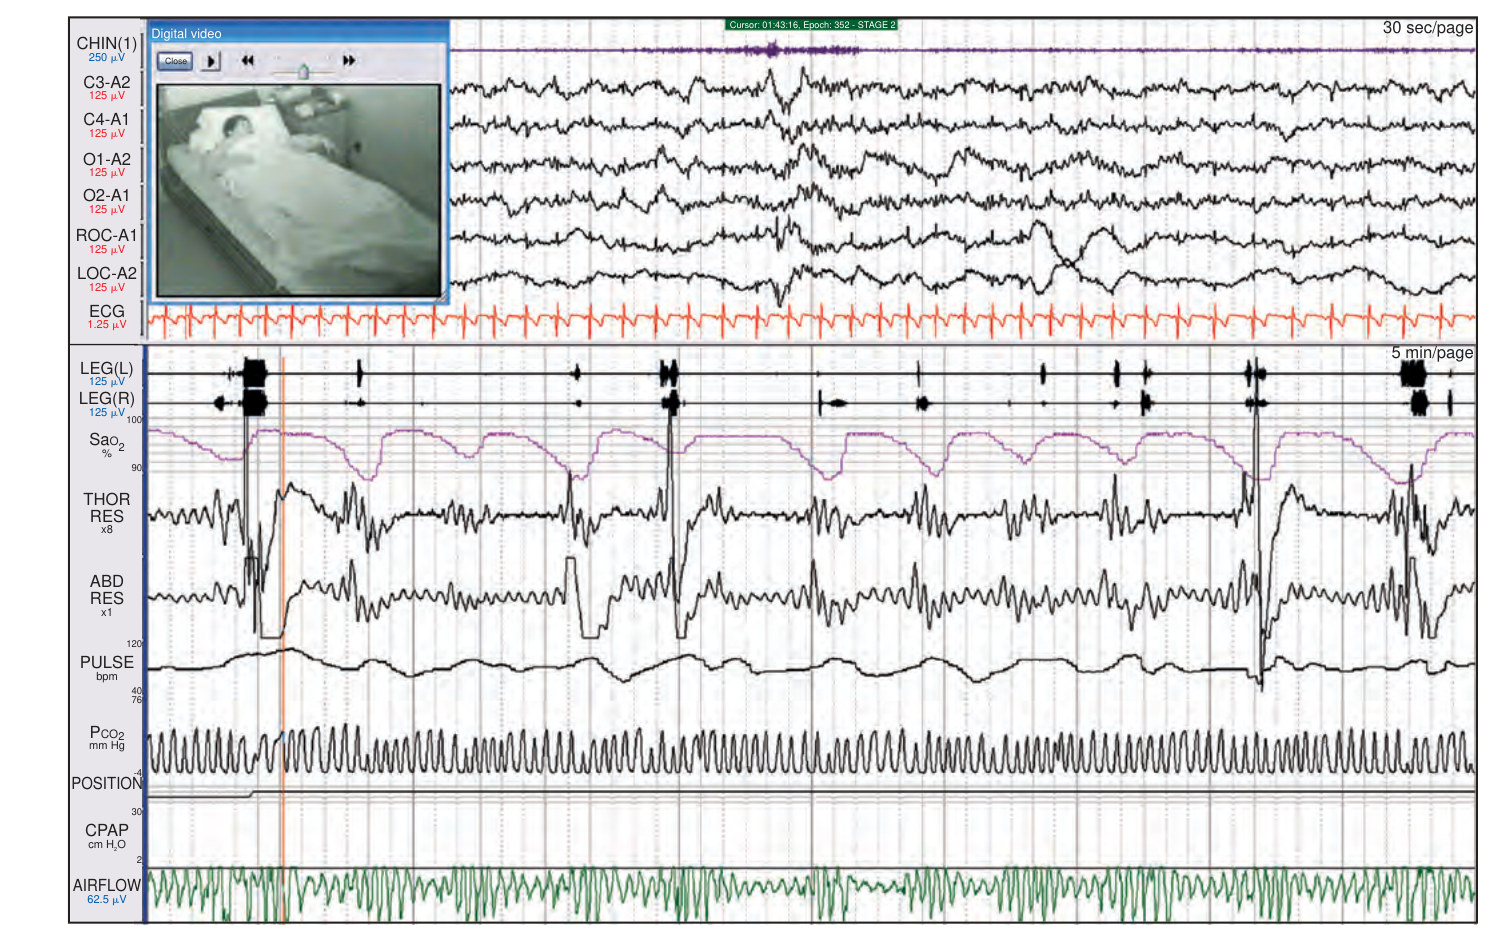 Cursor: 01:43:16, Epoch: 352 - STAGE 2
30 sec/page
Digital video
Close
CHIN(1)
250 µV
C3-A2
125 µV
C4-A1
125 µV
O1-A2
125 µV
O2-A1
125 µV
ROC-A1
125 µV
LOC-A2
125 µV
ECG
1.25 µV
5 min/page
LEG(L)
125 µV
LEG(R)
125 µV
100
SaO2
%
90
THOR
RES
x8
ABD
RES
x1
120
PULSE
bpm
40
76
PCO2
mm Hg
-4
POSITION
30
CPAP
cm H2O
2
AIRFLOW
62.5 µV